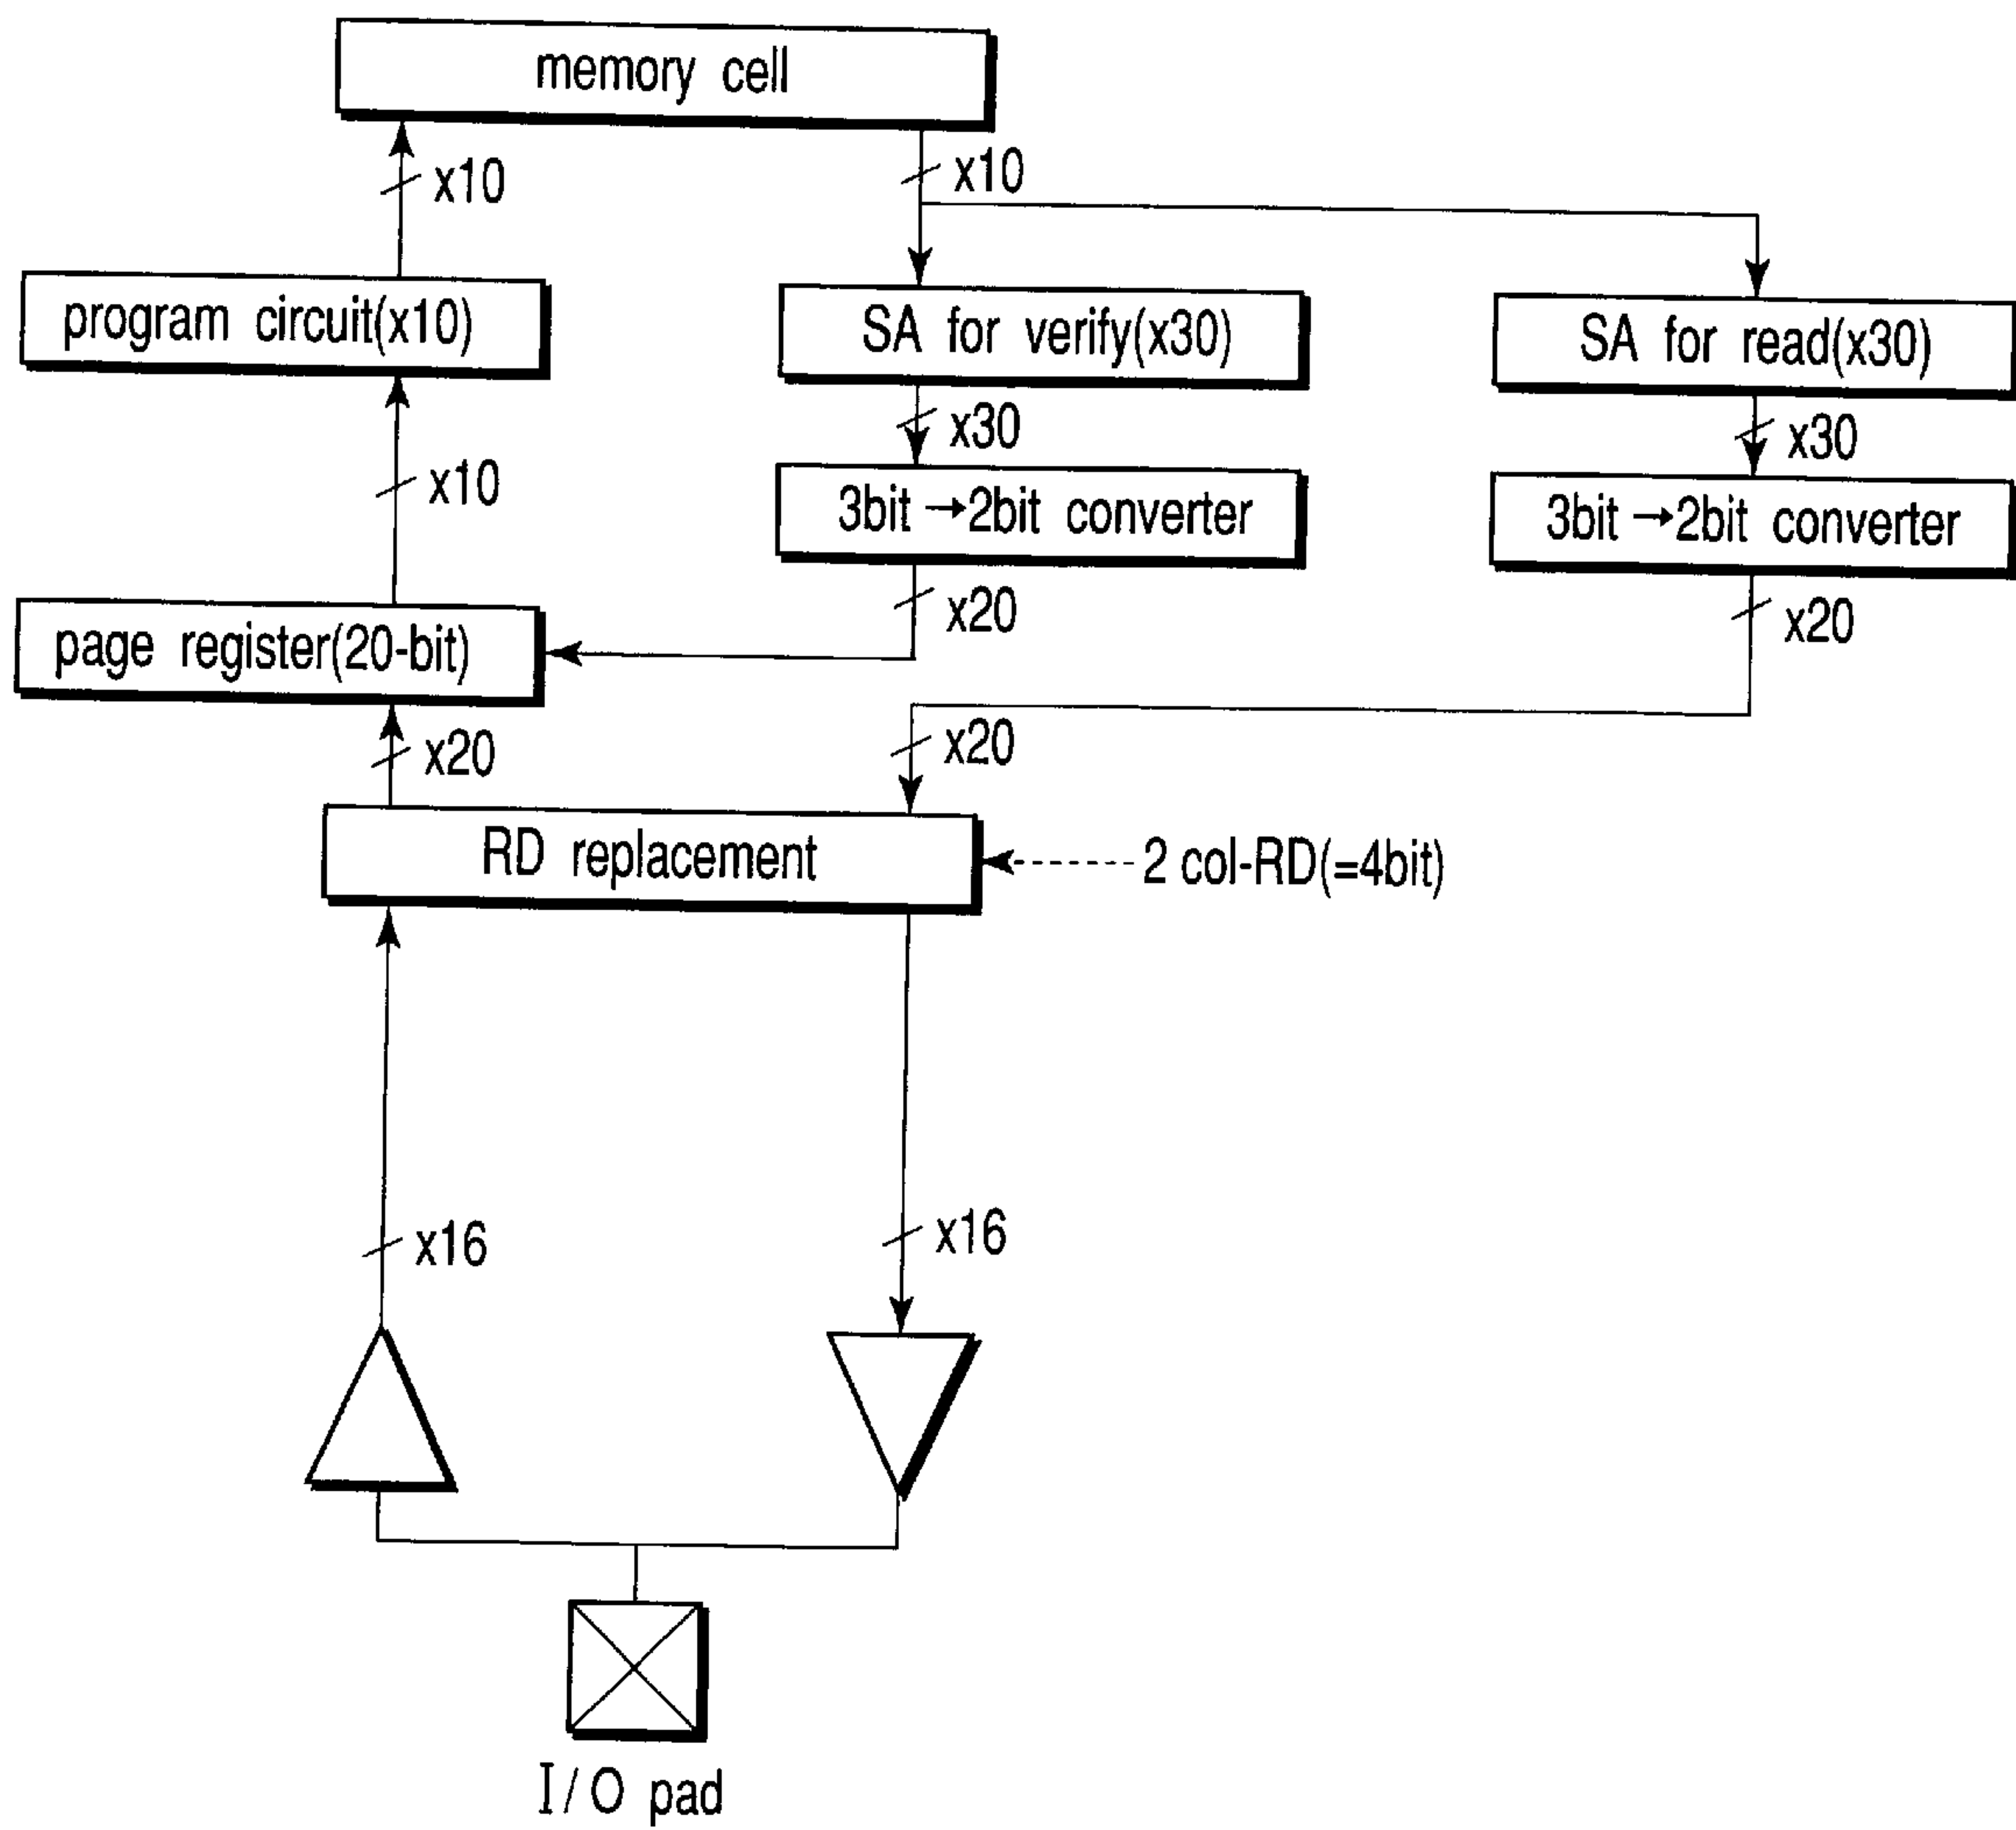 memory cell
x10
x10
program circuit(x10)
SA for verify(x30)
SA for read(x30)
x30
x30
x10
3bit→2bit converter
3bit→2bit converter
x20
x20
page register(20-bit)
x20
x20
RD replacement
2 col-RD(=4bit)
x16
x16
I/O pad